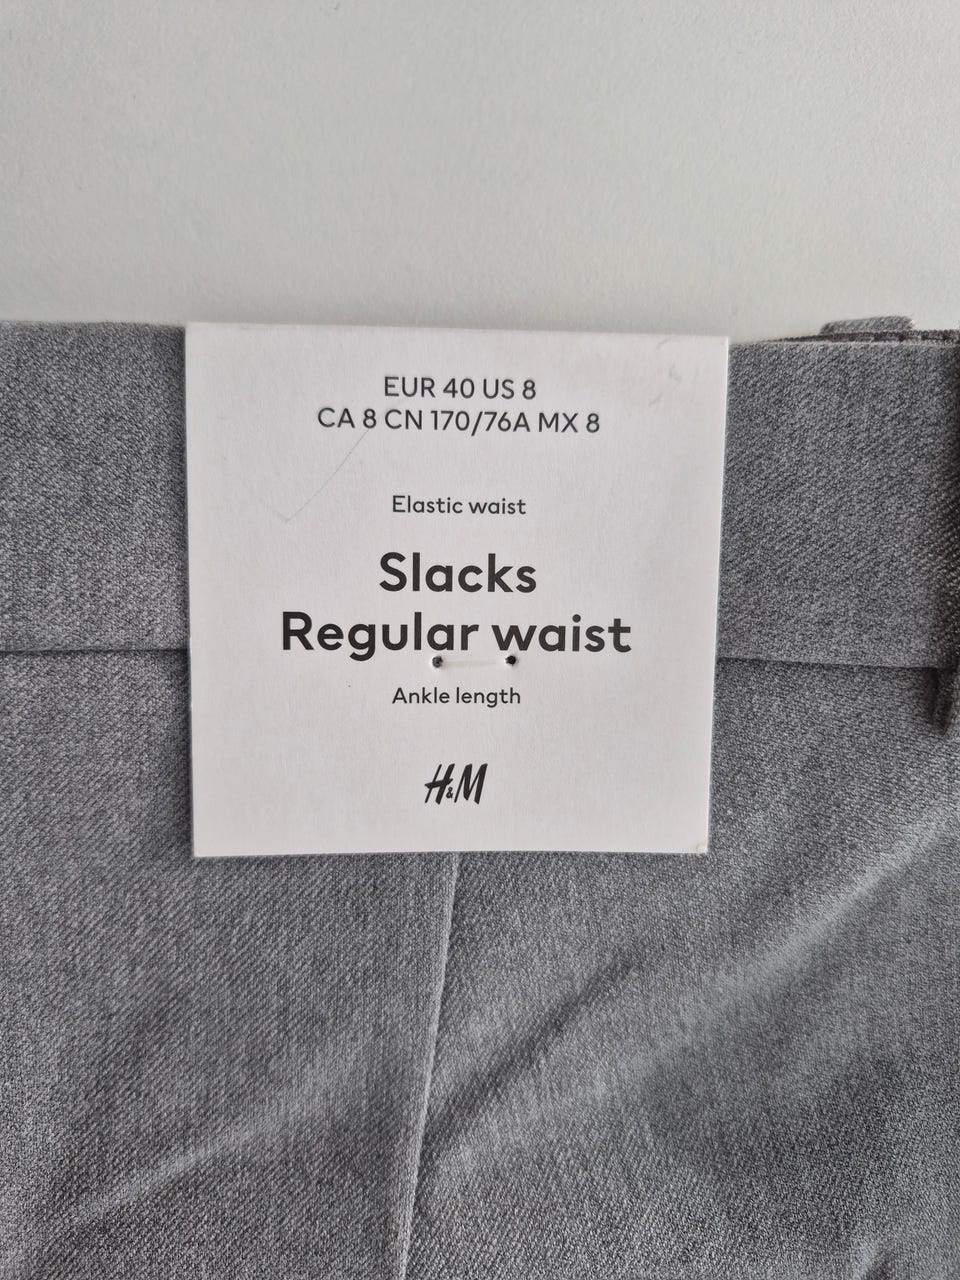 EUR 40 US 8
CA 8 CN 170/76A MX 8
Elastic waist
Slacks
Regular waist
Ankle length
H&M